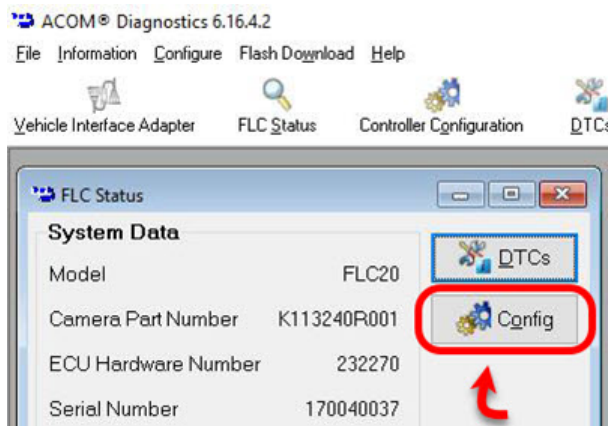 ACOM® Diagnostics 6.16.4.2
File Information Configure Flash Download Help
Vehicle Interface Adapter FLC Status Controller Configuration DTCs
FLC Status
System Data
DTCs
Model FLC20
Camera Part Number K113240R001 Config
ECU Hardware Number 232270
Serial Number 170040037